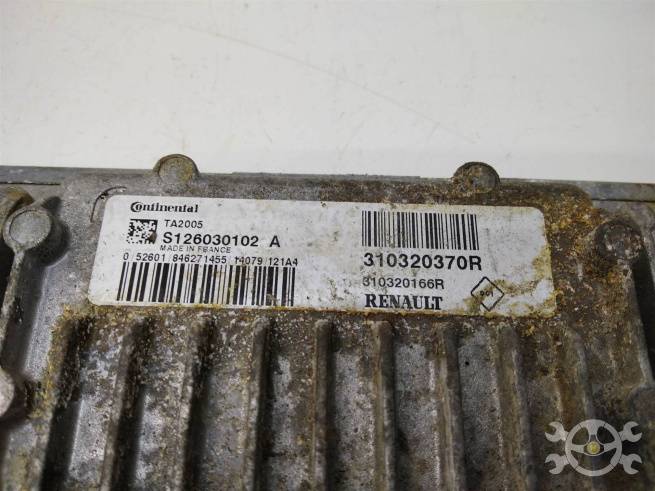 Continental
TA2005
S126030102 A
MADE IN FRANCE
0 52601 846271455 14079 121A4
310320370R
310320166R
RENAULT